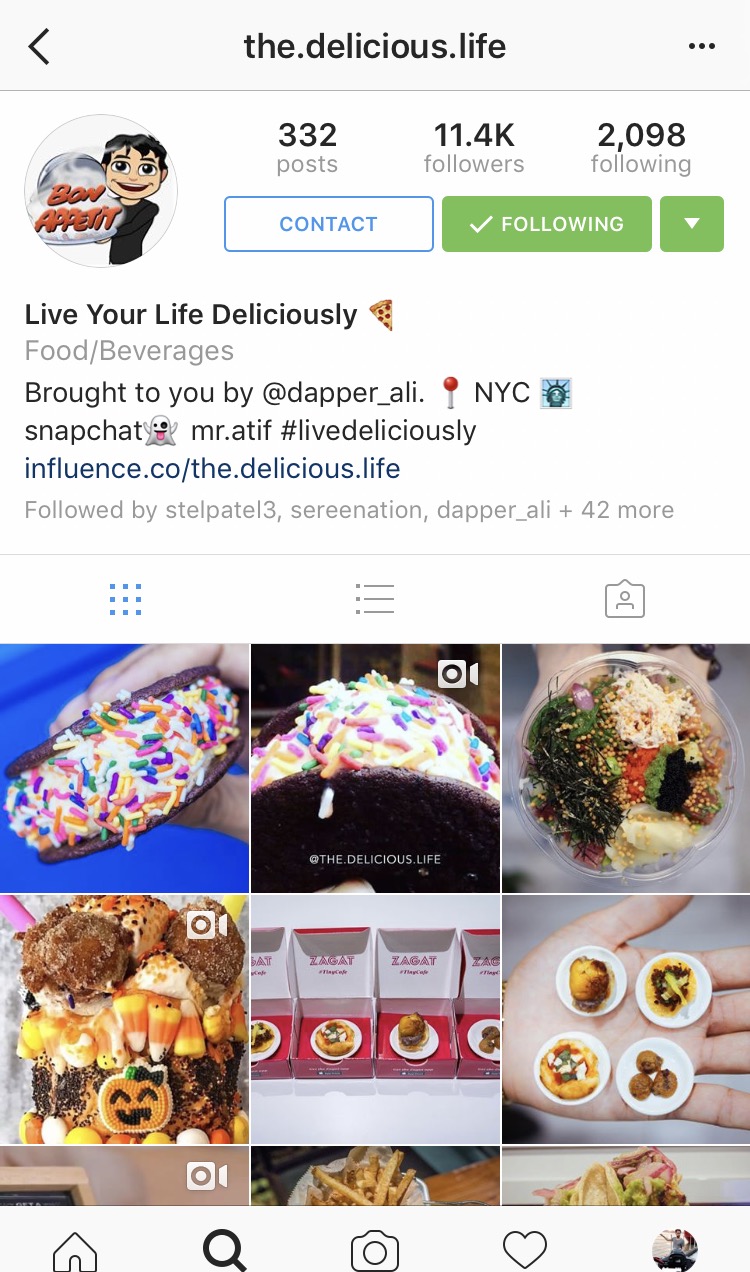 the.delicious.life
332
posts
11.4K
followers
2,098
following
BON
APPETIT
CONTACT
FOLLOWING
Live Your Life Deliciously
Food/Beverages
Brought to you by @dapper_ali. 📍 NYC 🗽
snapchat👻 mr.atif #livedeliciously
influence.co/the.delicious.life
Followed by stelpatel3, sereenation, dapper_ali + 42 more
@THE.DELICIOUS.LIFE
ZAGAT
#TinyCafe
ZAGAT
#TinyCafe